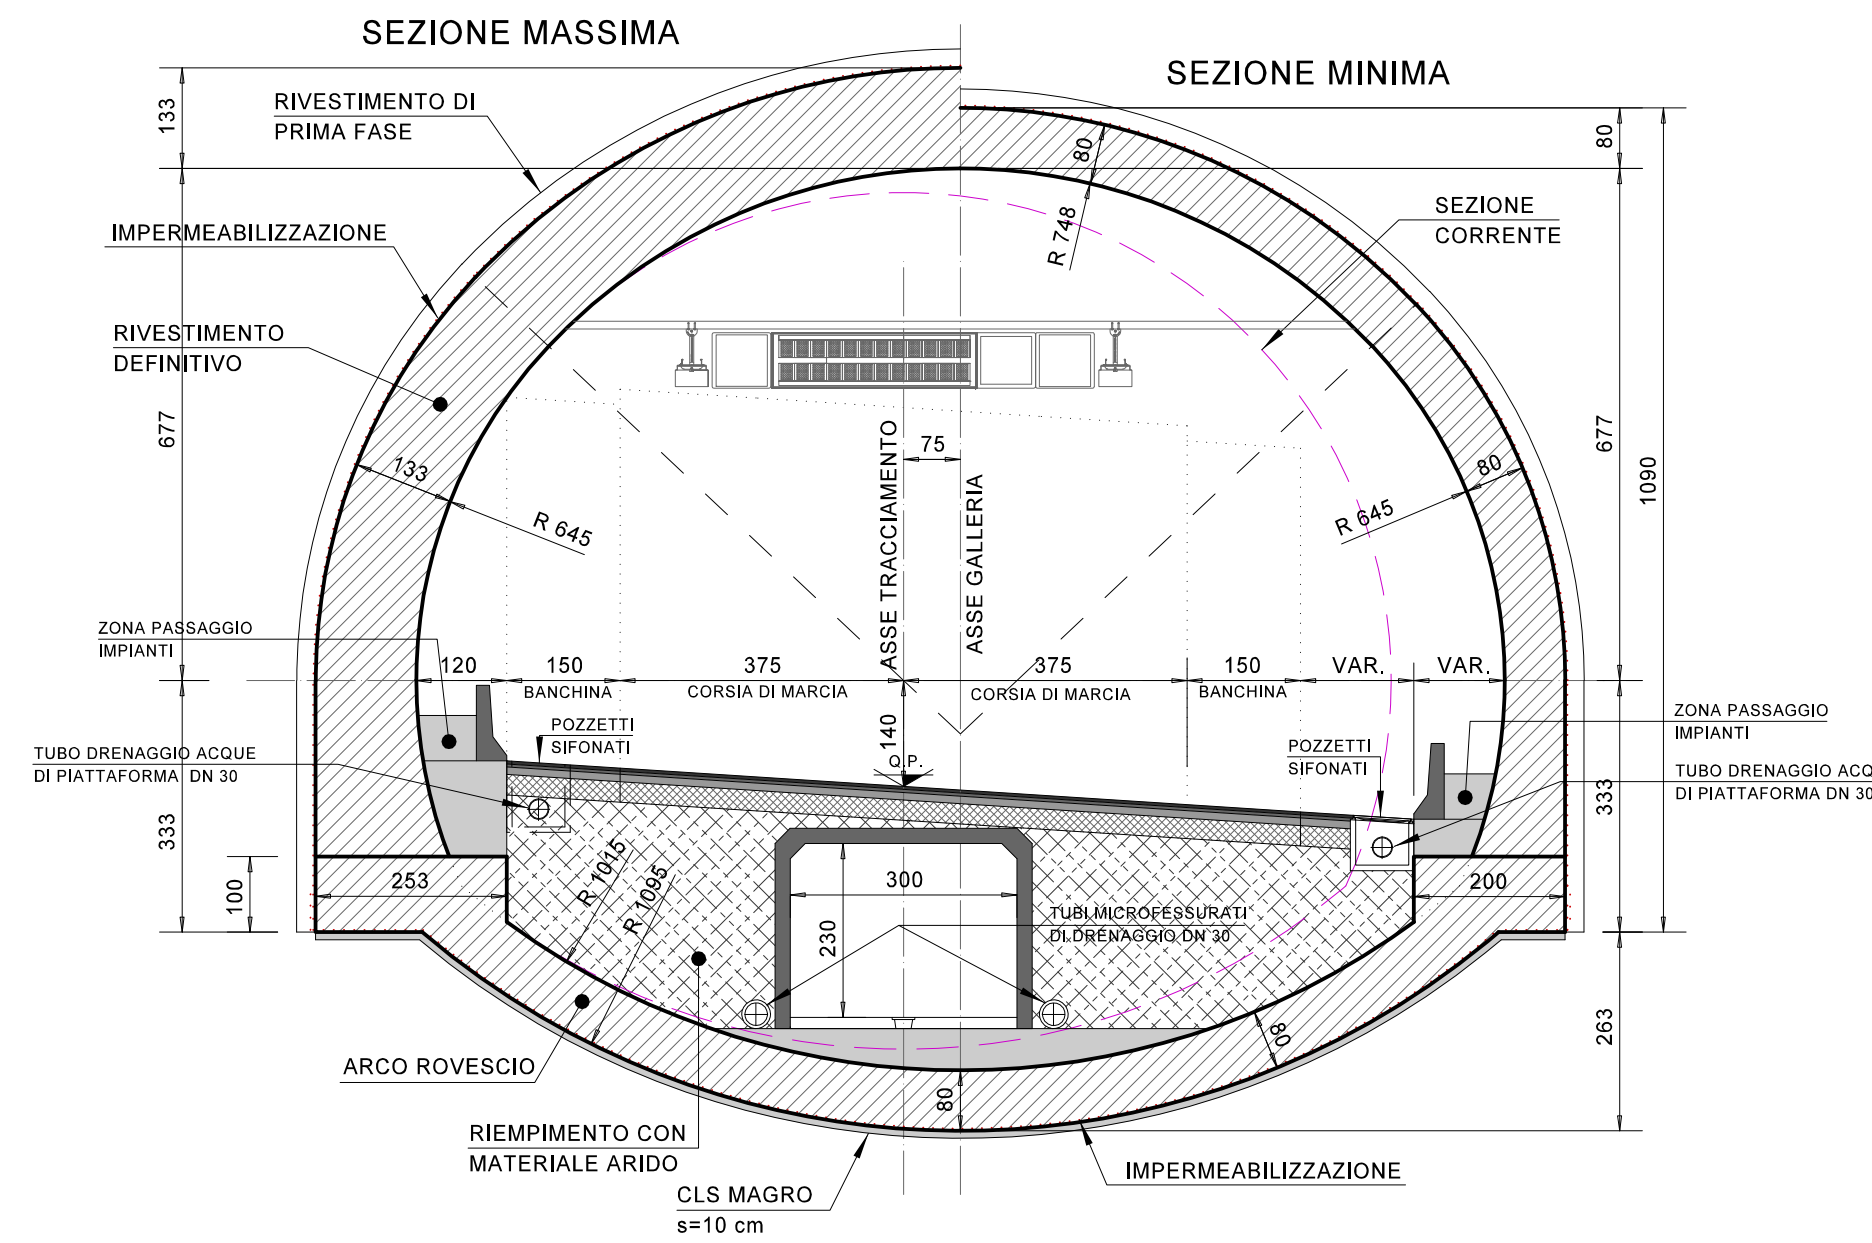 SEZIONE MASSIMA
SEZIONE MINIMA
133
RIVESTIMENTO DI
PRIMA FASE
80
80
R 748
SEZIONE
CORRENTE
IMPERMEABILIZZAZIONE
RIVESTIMENTO
DEFINITIVO
677
677
1090
133
R 645
ASSE TRACCIAMENTO
75
ASSE GALLERIA
R 645
80
ZONA PASSAGGIO
IMPIANTI
120
150
375
375
150
VAR.
VAR.
BANCHINA
CORSIA DI MARCIA
CORSIA DI MARCIA
BANCHINA
POZZETTI
SIFONATI
140
Q.P.
POZZETTI
SIFONATI
ZONA PASSAGGIO
IMPIANTI
TUBO DRENAGGIO ACQUE
DI PIATTAFORMA DN 30
TUBO DRENAGGIO ACQ
DI PIATTAFORMA DN 30
333
333
100
253
R 1015
R 1095
300
230
200
TUBI MICROFESSURATI
DI DRENAGGIO DN 30
263
80
80
ARCO ROVESCIO
RIEMPIMENTO CON
MATERIALE ARIDO
CLS MAGRO
s=10 cm
IMPERMEABILIZZAZIONE